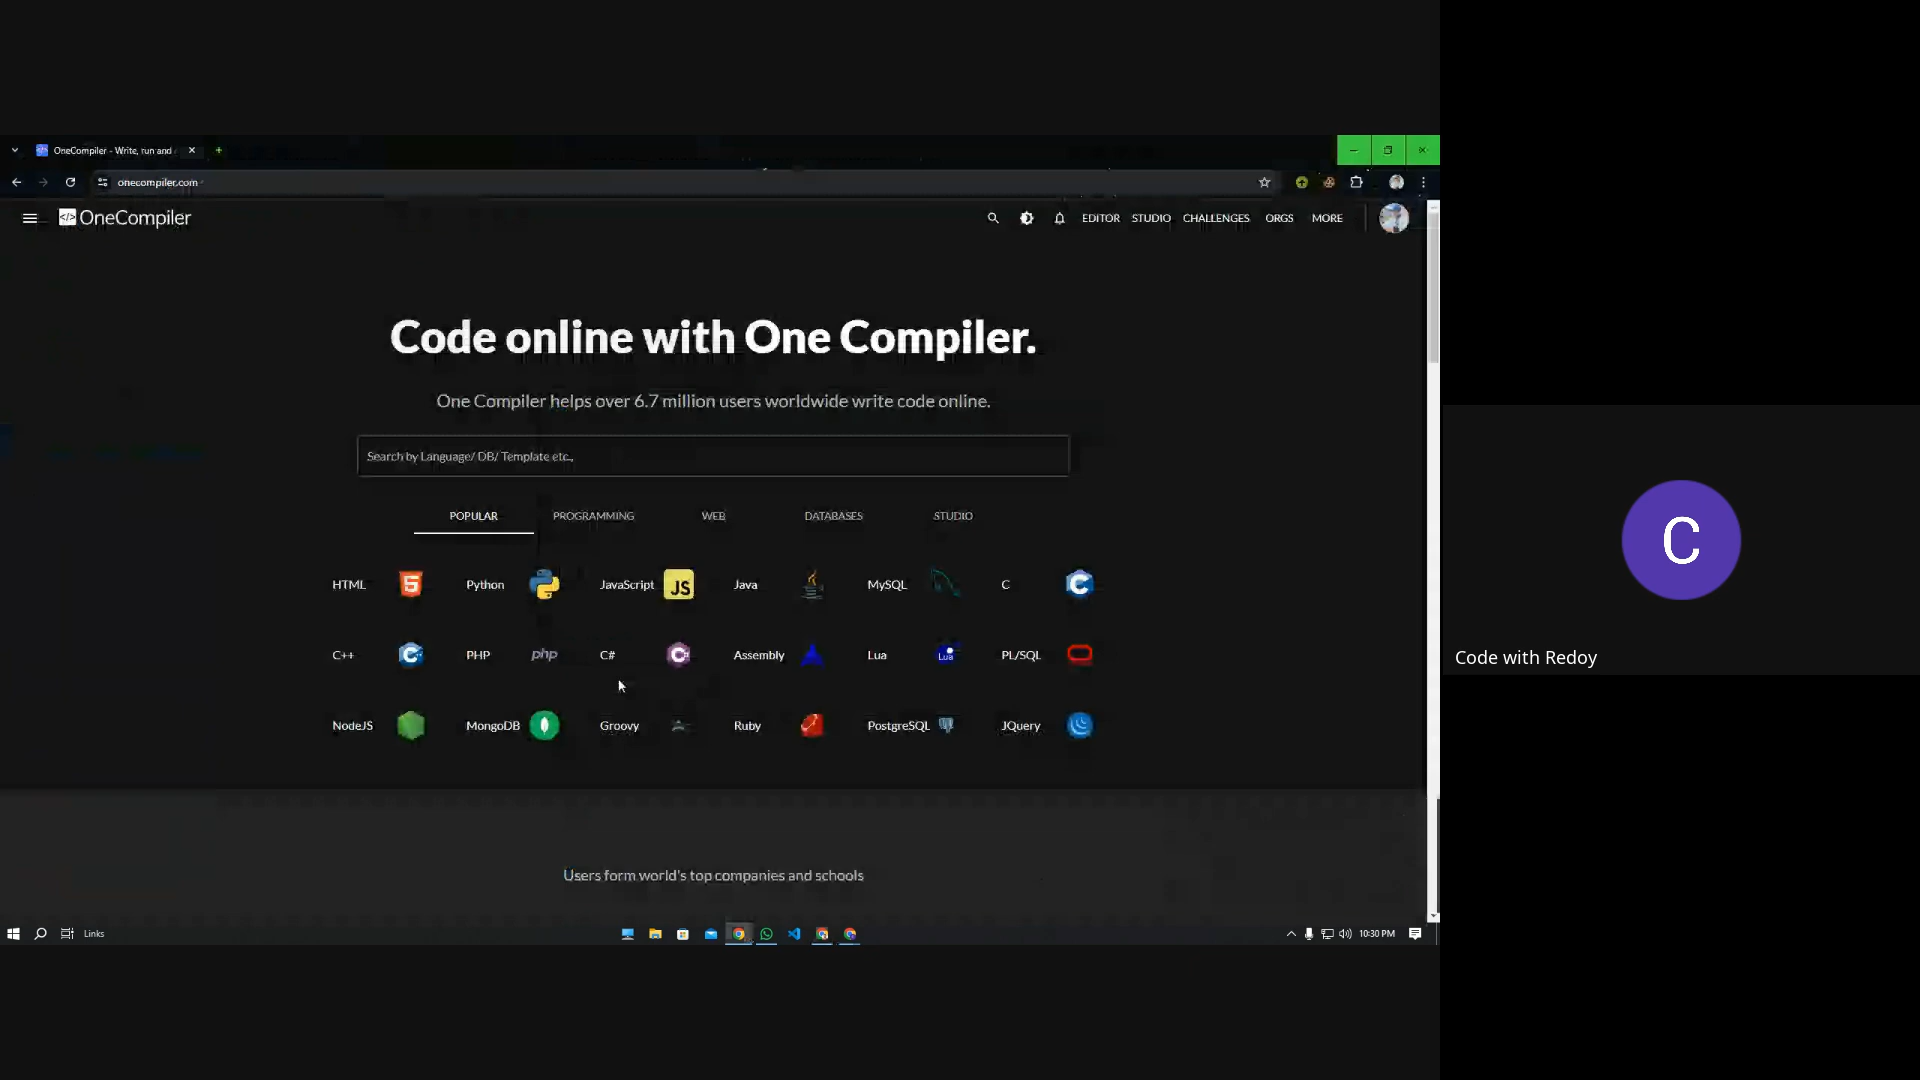 OneCompiler - Write, run and
onecompiler.com
OneCompiler
EDITOR STUDIO CHALLENGES ORGS MORE
Code online with One Compiler.
One Compiler helps over 6.7 million users worldwide write code online.
Search by Language/ DB/ Template etc.,
POPULAR PROGRAMMING WEB DATABASES STUDIO
HTML Python JavaScript JS Java MySQL C C
C++ PHP php C# C Assembly Lua Lua PL/SQL
NodeJS MongoDB Groovy Ruby PostgreSQL JQuery
Users form world's top companies and schools
Links
10:30 PM
C
Code with Redoy